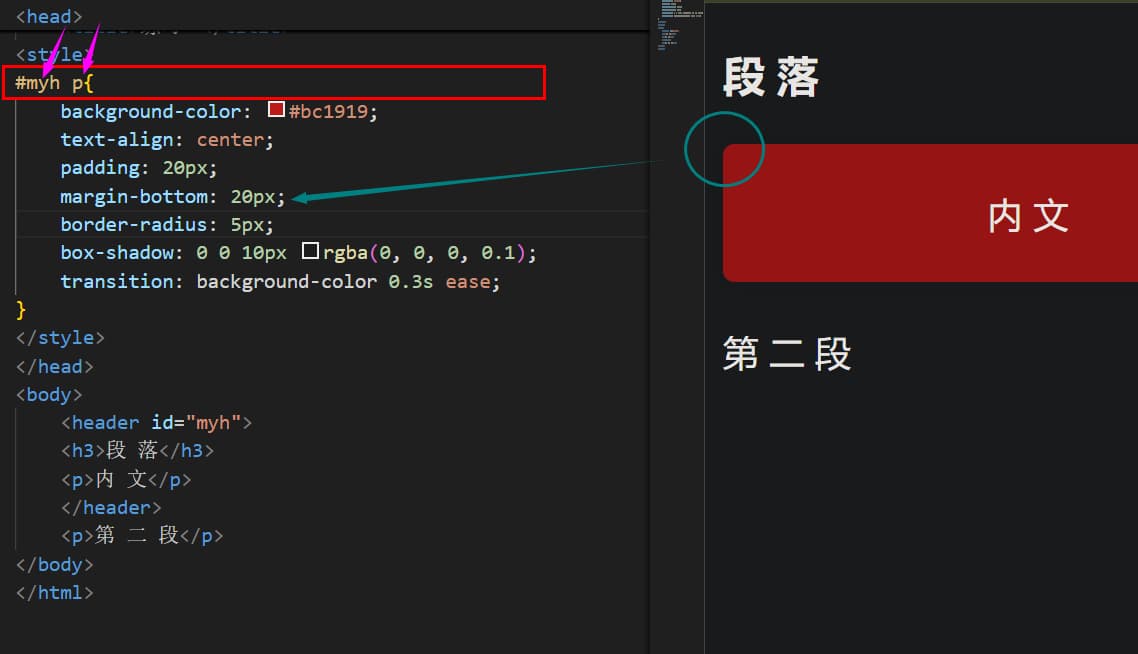 <head>
<style>
#myh p{
background-color: #bc1919;
text-align: center;
padding: 20px;
margin-bottom: 20px;
border-radius: 5px;
box-shadow: 0 0 10px rgba(0, 0, 0, 0.1);
transition: background-color 0.3s ease;
}
</style>
</head>
<body>
<header id="myh">
<h3>段 落</h3>
<p>内 文</p>
</header>
<p>第 二 段</p>
</body>
</html>
段 落
内 文
第 二 段